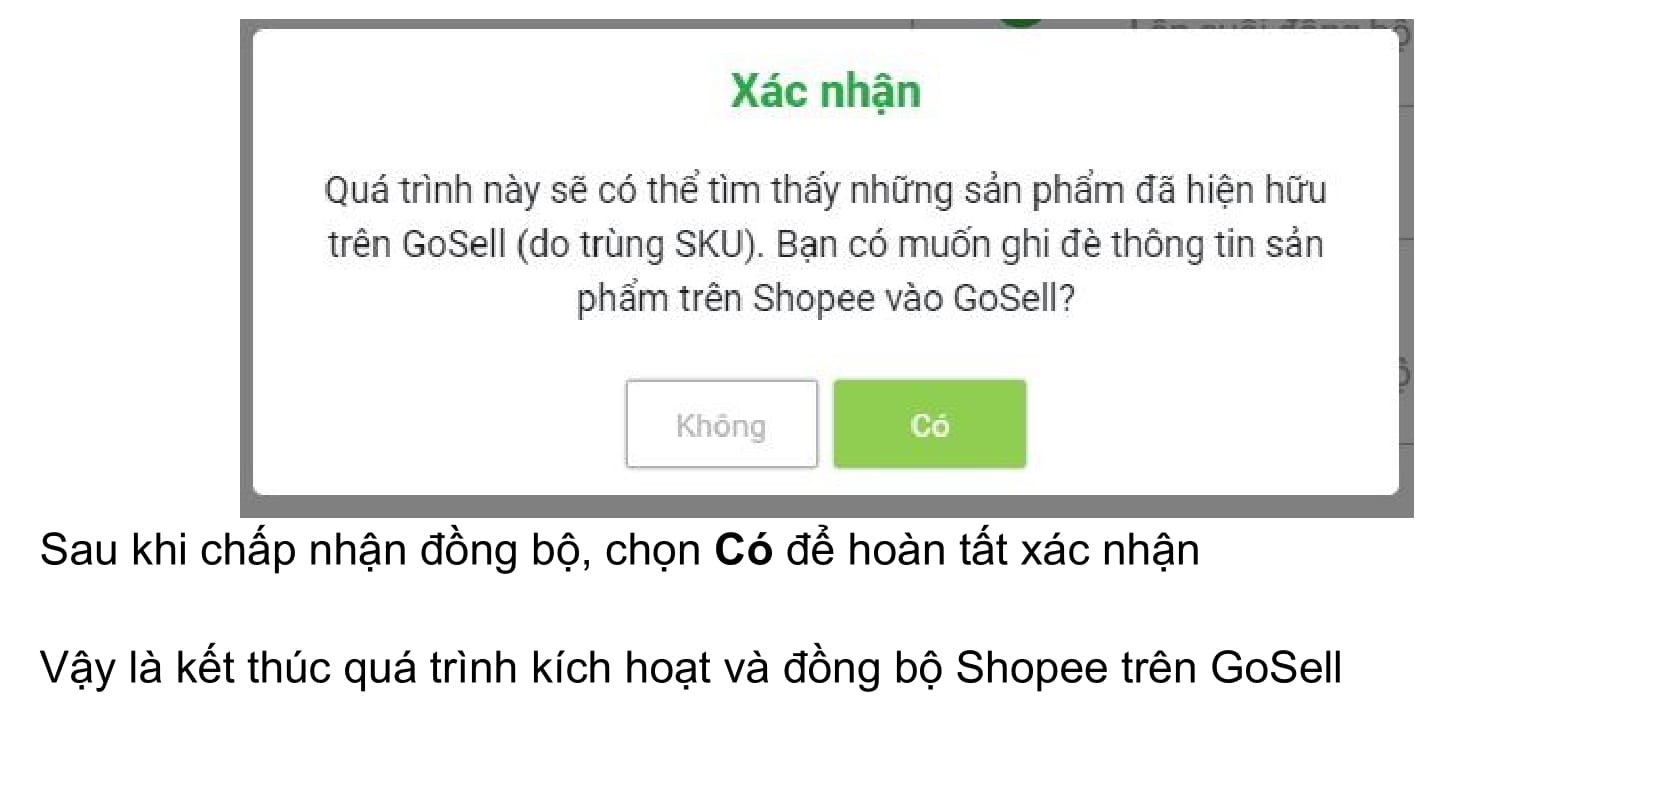 Xác nhận
Quá trình này sẽ có thể tìm thấy những sản phẩm đã hiện hữu
trên GoSell (do trùng SKU). Bạn có muốn ghi đè thông tin sản
phẩm trên Shopee vào GoSell?
Không
Có
Sau khi chấp nhận đồng bộ, chọn Có để hoàn tất xác nhận
Vậy là kết thúc quá trình kích hoạt và đồng bộ Shopee trên GoSell